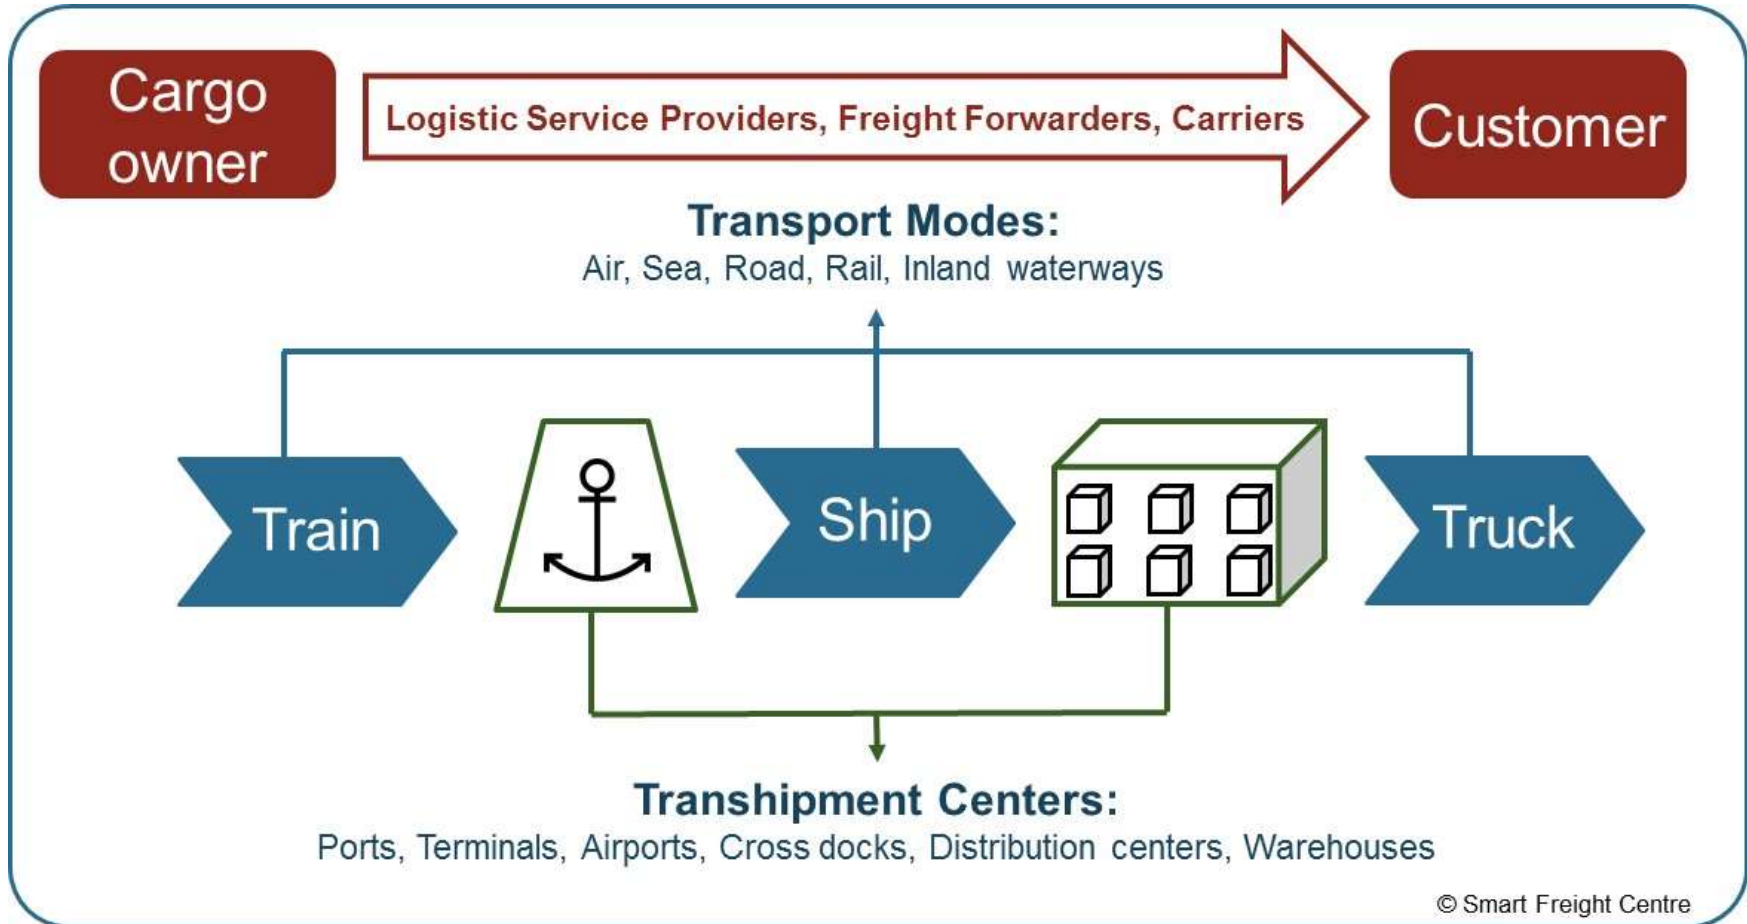 Cargo
owner
Logistic Service Providers, Freight Forwarders, Carriers
Customer
Transport Modes:
Air, Sea, Road, Rail, Inland waterways
Train
Ship
Truck
Transhipment Centers:
Ports, Terminals, Airports, Cross docks, Distribution centers, Warehouses
© Smart Freight Centre